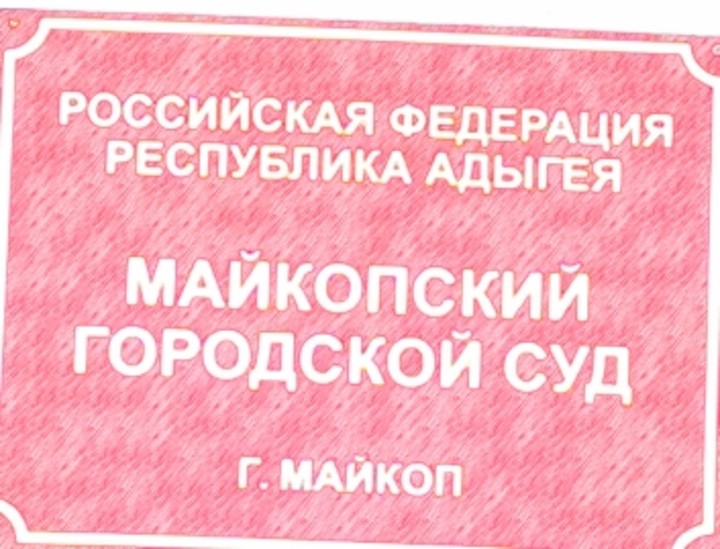 РОССИЙСКАЯ ФЕДЕРАЦИЯ
РЕСПУБЛИКА АДЫГЕЯ
МАЙКОПСКИЙ
ГОРОДСКОЙ СУД
Г. МАЙКОП